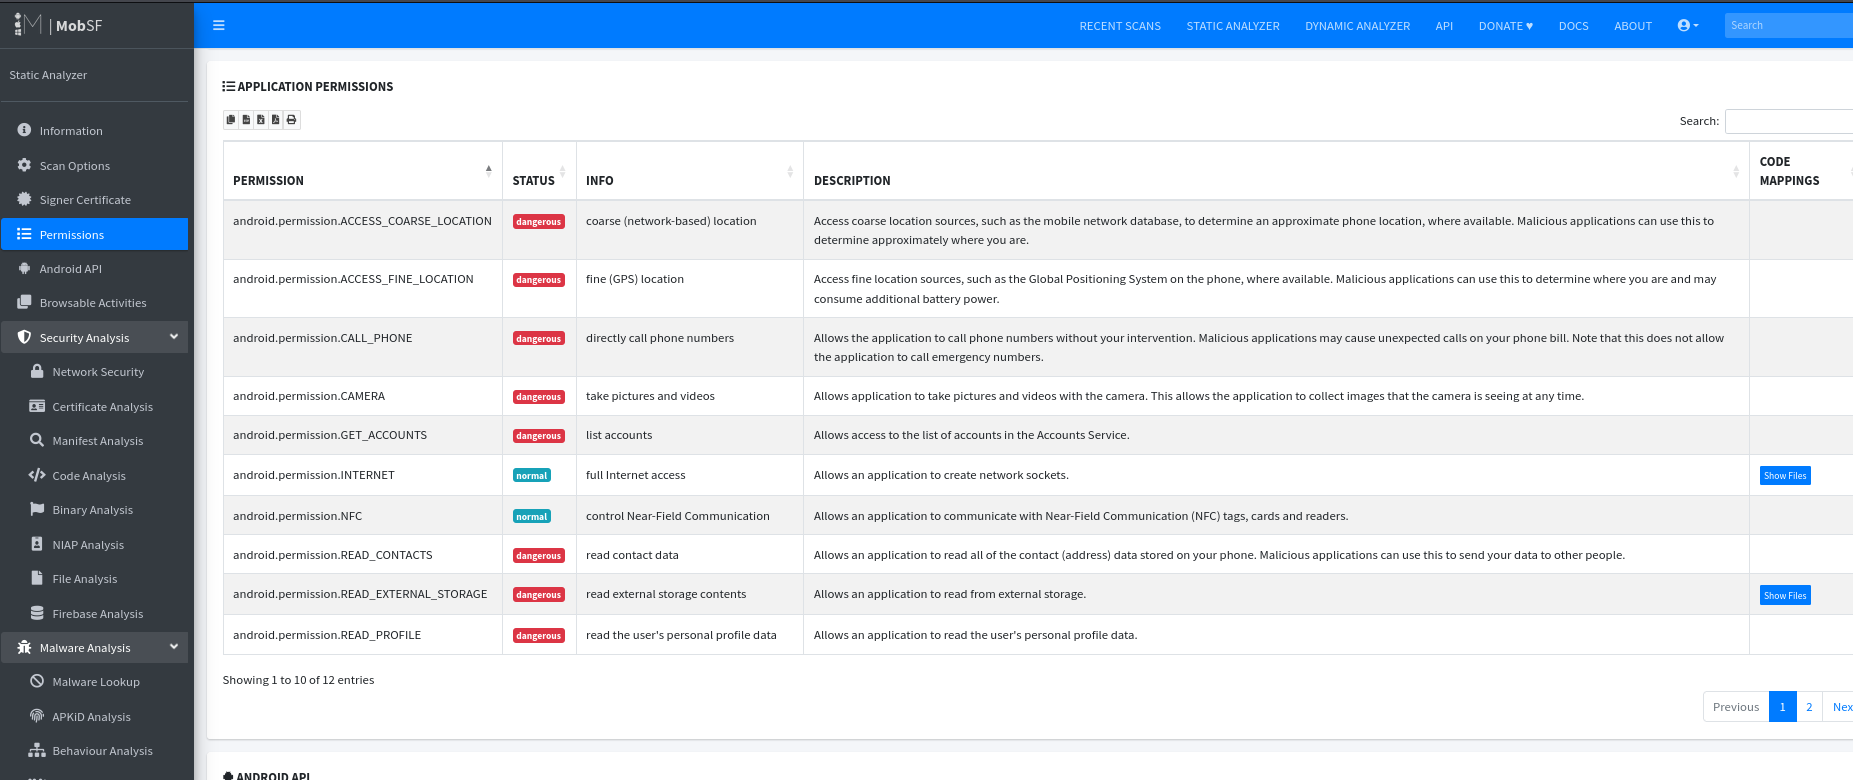 | MobSF
RECENT SCANS STATIC ANALYZER DYNAMIC ANALYZER API DONATE ♥ DOCS ABOUT Search
Static Analyzer
Information
Scan Options
Signer Certificate
Permissions
Android API
Browsable Activities
Security Analysis
Network Security
Certificate Analysis
Manifest Analysis
Code Analysis
Binary Analysis
NIAP Analysis
File Analysis
Firebase Analysis
Malware Analysis
Malware Lookup
APKiD Analysis
Behaviour Analysis
APPLICATION PERMISSIONS
Search:
PERMISSION STATUS INFO DESCRIPTION CODE
MAPPINGS
android.permission.ACCESS_COARSE_LOCATION dangerous coarse (network-based) location Access coarse location sources, such as the mobile network database, to determine an approximate phone location, where available. Malicious applications can use this to
determine approximately where you are.
android.permission.ACCESS_FINE_LOCATION dangerous fine (GPS) location Access fine location sources, such as the Global Positioning System on the phone, where available. Malicious applications can use this to determine where you are and may
consume additional battery power.
android.permission.CALL_PHONE dangerous directly call phone numbers Allows the application to call phone numbers without your intervention. Malicious applications may cause unexpected calls on your phone bill. Note that this does not allow
the application to call emergency numbers.
android.permission.CAMERA dangerous take pictures and videos Allows application to take pictures and videos with the camera. This allows the application to collect images that the camera is seeing at any time.
android.permission.GET_ACCOUNTS dangerous list accounts Allows access to the list of accounts in the Accounts Service.
android.permission.INTERNET normal full Internet access Allows an application to create network sockets. Show Files
android.permission.NFC normal control Near-Field Communication Allows an application to communicate with Near-Field Communication (NFC) tags, cards and readers.
android.permission.READ_CONTACTS dangerous read contact data Allows an application to read all of the contact (address) data stored on your phone. Malicious applications can use this to send your data to other people.
android.permission.READ_EXTERNAL_STORAGE dangerous read external storage contents Allows an application to read from external storage. Show Files
android.permission.READ_PROFILE dangerous read the user's personal profile data Allows an application to read the user's personal profile data.
Showing 1 to 10 of 12 entries
Previous 1 2 Nex
ANDROID API